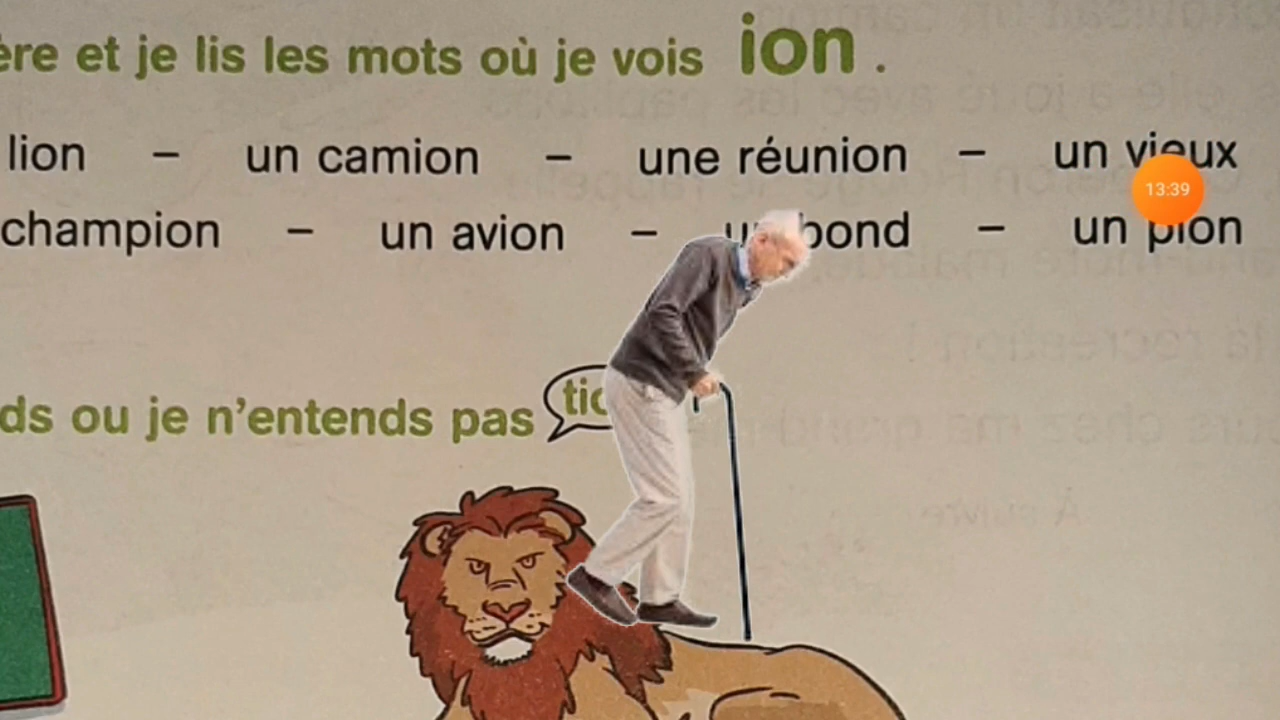 ère et je lis les mots où je vois ion .
lion – un camion – une réunion – un vieux
champion – un avion – un bond – un pion
ds ou je n'entends pas
13:39